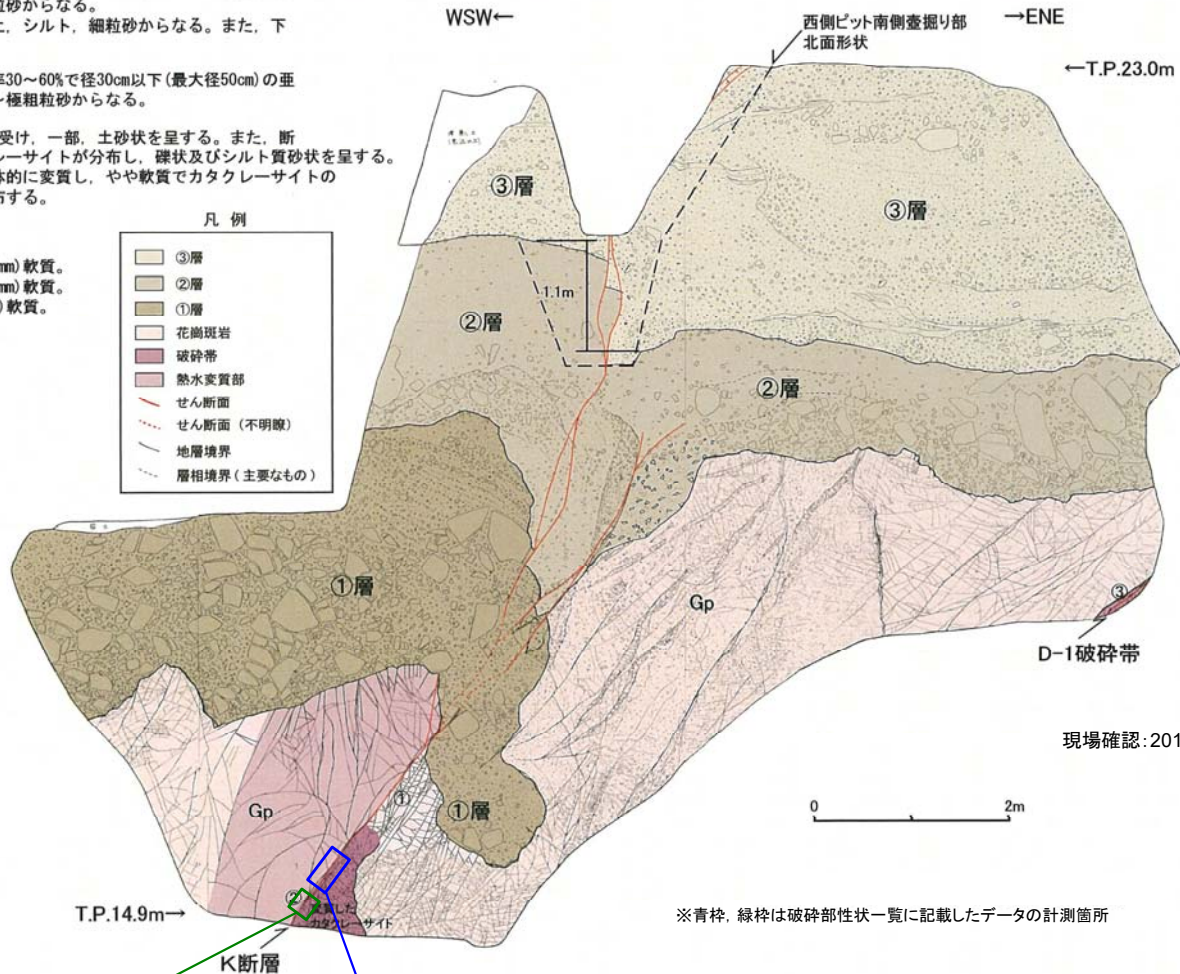 粒砂からなる。
シルト，細粒砂からなる。また，下
率30～60%で径30cm以下(最大径50cm)の亜
～極粗粒砂からなる。
受け，一部，土砂状を呈する。また，断
レーサイトが分布し，礫状及びシルト質砂状を呈する。
体的に変質し，やや軟質でカタクレーサイトの
布する。
WSW←
西側ピット南側壺掘り部
北面形状
→ENE
←T.P.23.0m
凡 例
③層
②層
①層
花崗斑岩
破砕帯
熱水変質部
せん断面
せん断面（不明瞭）
地層境界
層相境界（主要なもの）
mm)軟質。
mm)軟質。
)軟質。
③層
③層
1.1m
②層
②層
①層
Gp
③
D-1破砕帯
現場確認:201
①
①層
Gp
0 2m
②
変質した
カタクレーサイト
T.P.14.9m→
K断層
※青枠，緑枠は破砕部性状一覧に記載したデータの計測箇所